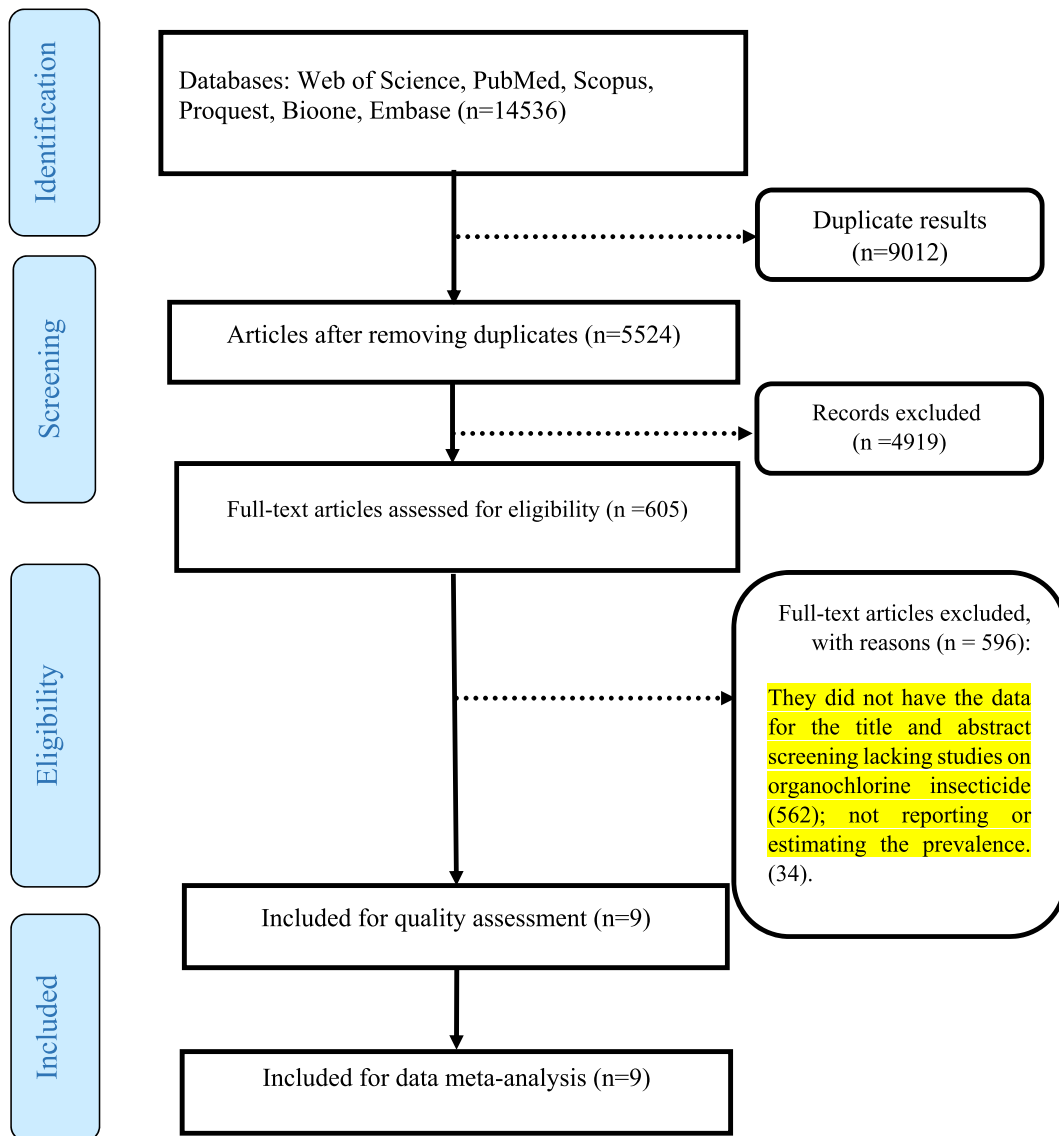 Identification
Databases: Web of Science, PubMed, Scopus,
Proquest, Bioone, Embase (n=14536)
Duplicate results
(n=9012)
Screening
Articles after removing duplicates (n=5524)
Records excluded
(n =4919)
Full-text articles assessed for eligibility (n =605)
Eligibility
Full-text articles excluded,
with reasons (n = 596):
They did not have the data
for the title and abstract
screening lacking studies on
organochlorine insecticide
(562); not reporting or
estimating the prevalence.
(34).
Included for quality assessment (n=9)
Included
Included for data meta-analysis (n=9)